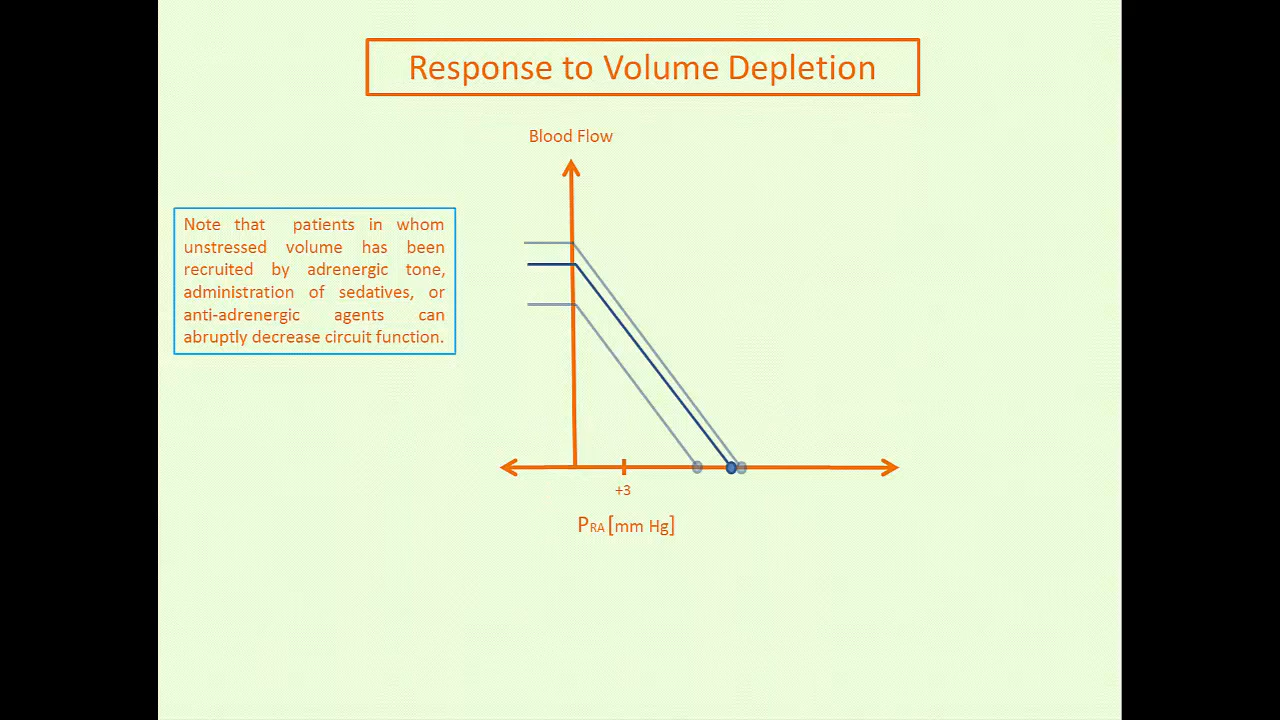 Response to Volume Depletion
Blood Flow
Note that patients in whom
unstressed volume has been
recruited by adrenergic tone,
administration of sedatives, or
anti-adrenergic agents can
abruptly decrease circuit function.
+3
PRA [mm Hg]